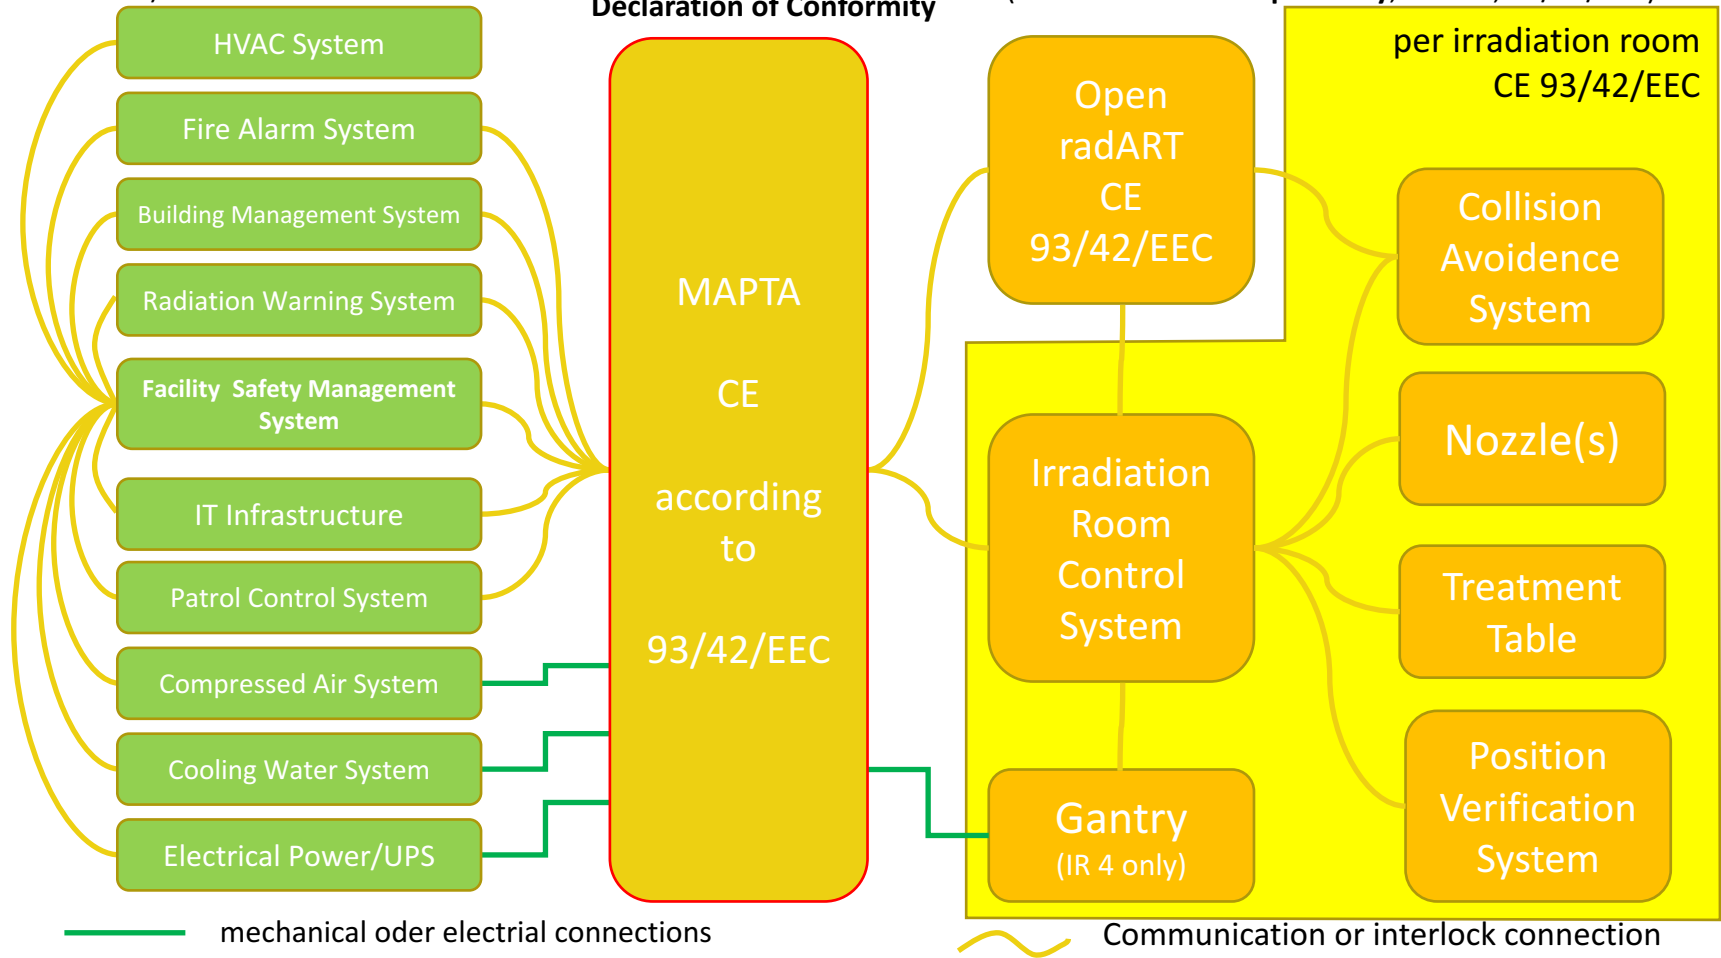 Declaration of Conformity
HVAC System
Fire Alarm System
Building Management System
Radiation Warning System
Facility Safety Management
System
IT Infrastructure
Patrol Control System
Compressed Air System
Cooling Water System
Electrical Power/UPS
MAPTA
CE
according
to
93/42/EEC
Open
radART
CE
93/42/EEC
per irradiation room
CE 93/42/EEC
Collision
Avoidence
System
Irradiation
Room
Control
System
Nozzle(s)
Treatment
Table
Position
Verification
System
Gantry
(IR 4 only)
mechanical oder electrial connections
Communication or interlock connection